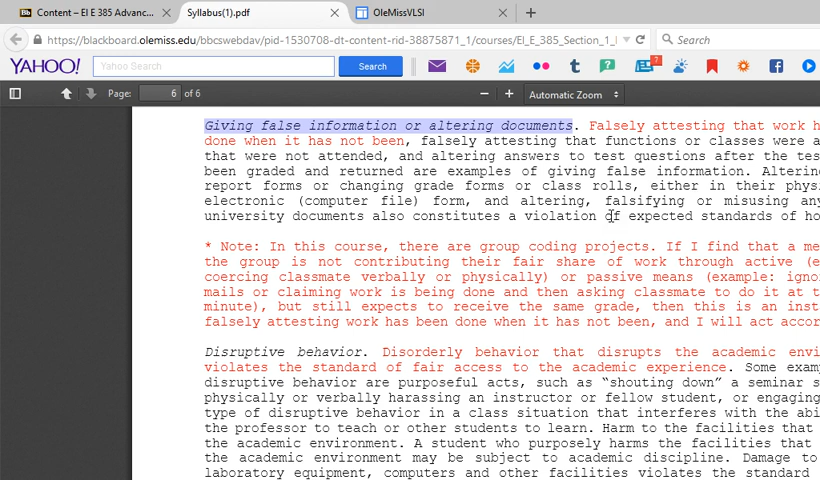 Content – El E 385 Advanc...
Syllabus(1).pdf
OleMissVLSI
https://blackboard.olemiss.edu/bbcswebdav/pid-1530708-dt-content-rid-38875871_1/courses/El_E_385_Section_1_
Search
YAHOO!
Yahoo Search
Search
7
Page: 6 of 6
Automatic Zoom
Giving false information or altering documents. Falsely attesting that work h
done when it has not been, falsely attesting that functions or classes were a
that were not attended, and altering answers to test questions after the tes
been graded and returned are examples of giving false information. Alterin
report forms or changing grade forms or class rolls, either in their physi
electronic (computer file) form, and altering, falsifying or misusing any
university documents also constitutes a violation of expected standards of ho
* Note: In this course, there are group coding projects. If I find that a me
the group is not contributing their fair share of work through active (e
coercing classmate verbally or physically) or passive means (example: igno
mails or claiming work is being done and then asking classmate to do it at t
minute), but still expects to receive the same grade, then this is an inst
falsely attesting work has been done when it has not been, and I will act accor
Disruptive behavior. Disorderly behavior that disrupts the academic envi
violates the standard of fair access to the academic experience. Some exam
disruptive behavior are purposeful acts, such as “shouting down” a seminar s
physically or verbally harassing an instructor or fellow student, or engaging
type of disruptive behavior in a class situation that interferes with the abi
the professor to teach or other students to learn. Harm to the facilities that
the academic environment. A student who purposely harms the facilities that
the academic environment may be subject to academic discipline. Damage to
laboratory equipment, computers and other facilities violates the standard